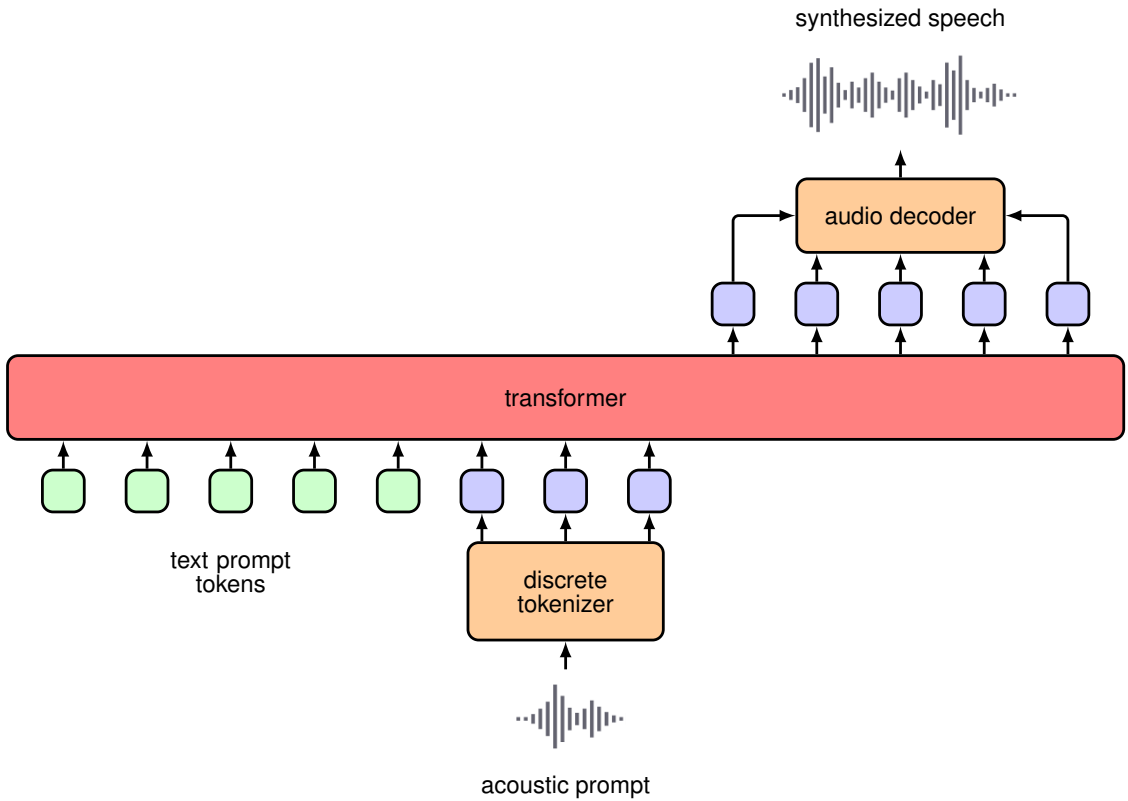 synthesized speech
audio decoder
transformer
text prompt
tokens
discrete
tokenizer
acoustic prompt